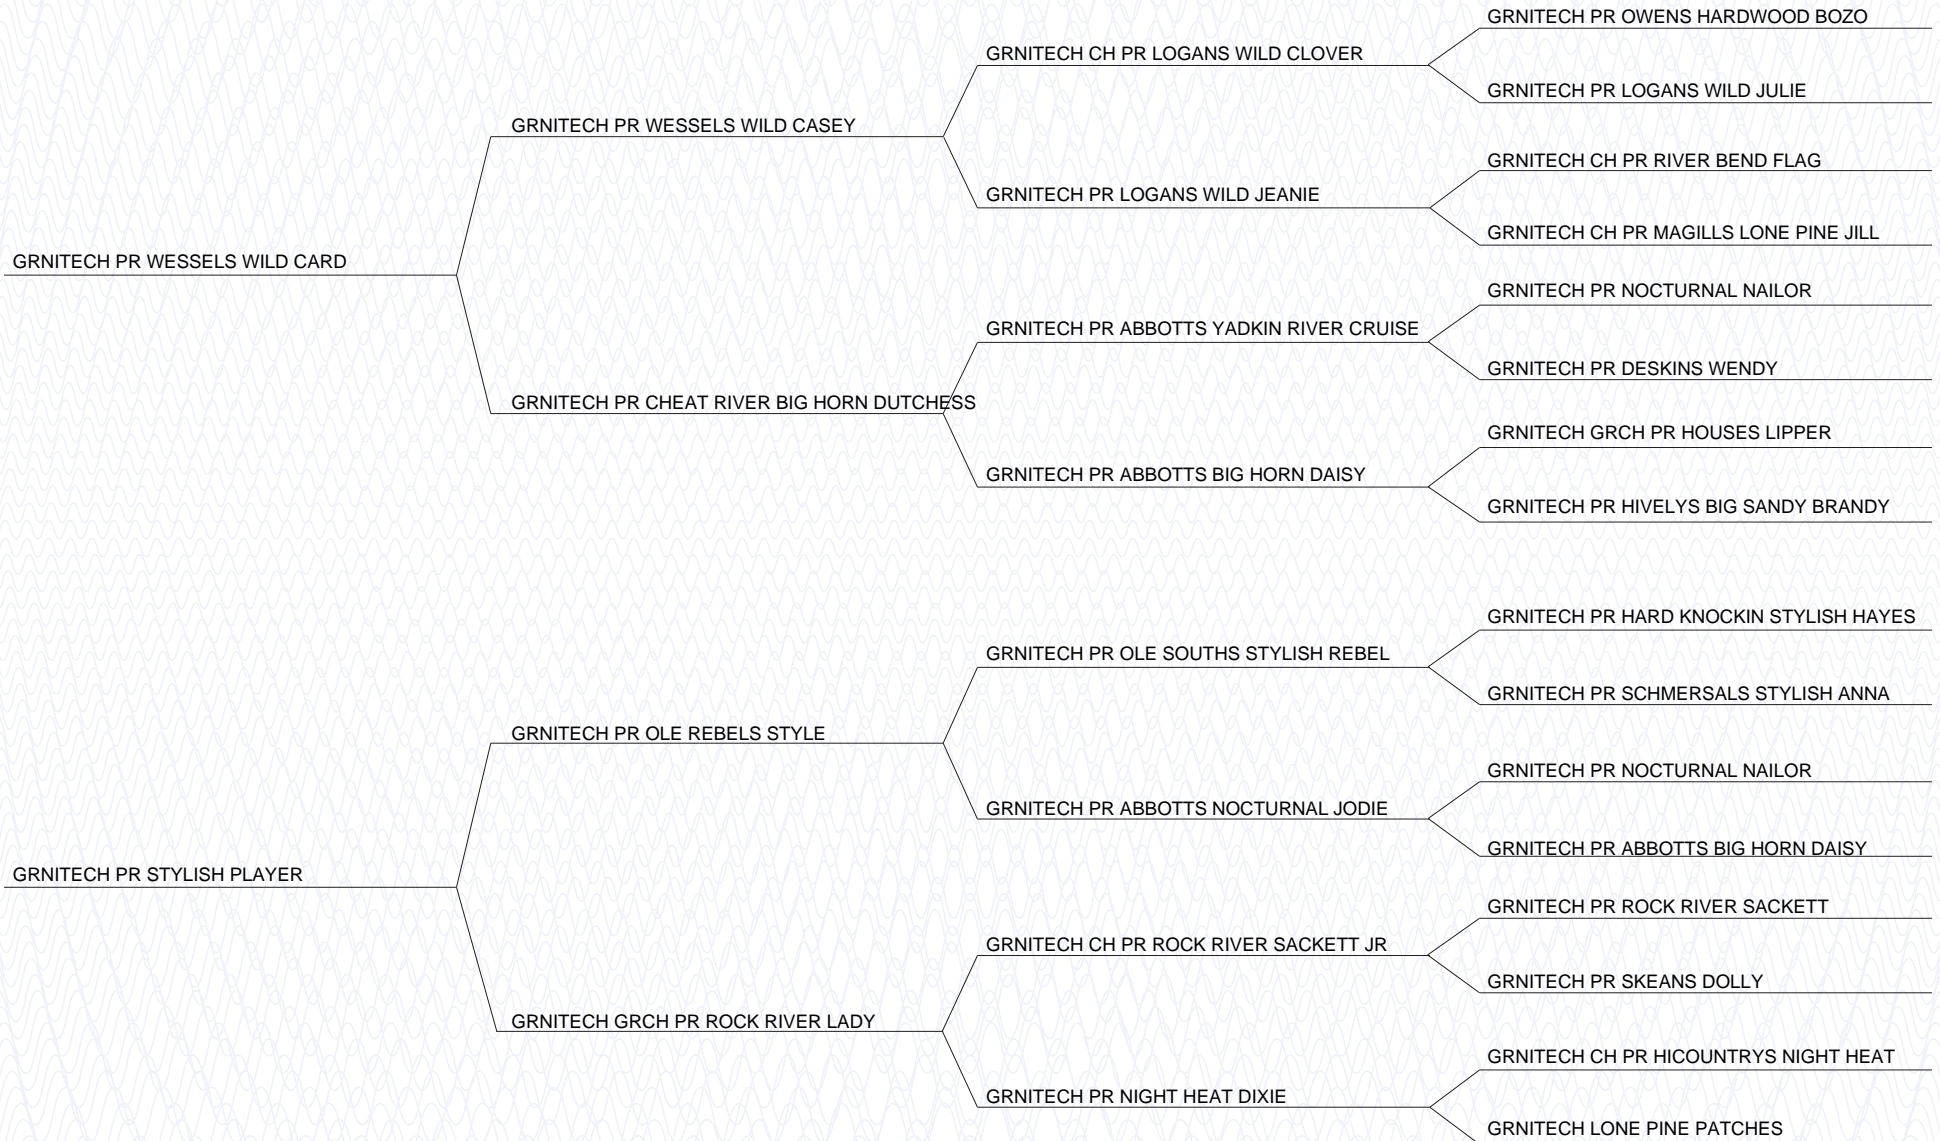 GRNITECH PR OWENS HARDWOOD BOZO
GRNITECH CH PR LOGANS WILD CLOVER
GRNITECH PR LOGANS WILD JULIE
GRNITECH PR WESSELS WILD CASEY
GRNITECH CH PR RIVER BEND FLAG
GRNITECH PR LOGANS WILD JEANIE
GRNITECH CH PR MAGILLS LONE PINE JILL
GRNITECH PR WESSELS WILD CARD
GRNITECH PR NOCTURNAL NAILOR
GRNITECH PR ABBOTTS YADKIN RIVER CRUISE
GRNITECH PR DESKINS WENDY
GRNITECH PR CHEAT RIVER BIG HORN DUTCHESS
GRNITECH GRCH PR HOUSES LIPPER
GRNITECH PR ABBOTTS BIG HORN DAISY
GRNITECH PR HIVELYS BIG SANDY BRANDY
GRNITECH PR HARD KNOCKIN STYLISH HAYES
GRNITECH PR OLE SOUTHS STYLISH REBEL
GRNITECH PR SCHMERSALS STYLISH ANNA
GRNITECH PR OLE REBELS STYLE
GRNITECH PR NOCTURNAL NAILOR
GRNITECH PR ABBOTTS NOCTURNAL JODIE
GRNITECH PR ABBOTTS BIG HORN DAISY
GRNITECH PR STYLISH PLAYER
GRNITECH PR ROCK RIVER SACKETT
GRNITECH CH PR ROCK RIVER SACKETT JR
GRNITECH PR SKEANS DOLLY
GRNITECH GRCH PR ROCK RIVER LADY
GRNITECH CH PR HICOUNTRYS NIGHT HEAT
GRNITECH PR NIGHT HEAT DIXIE
GRNITECH LONE PINE PATCHES